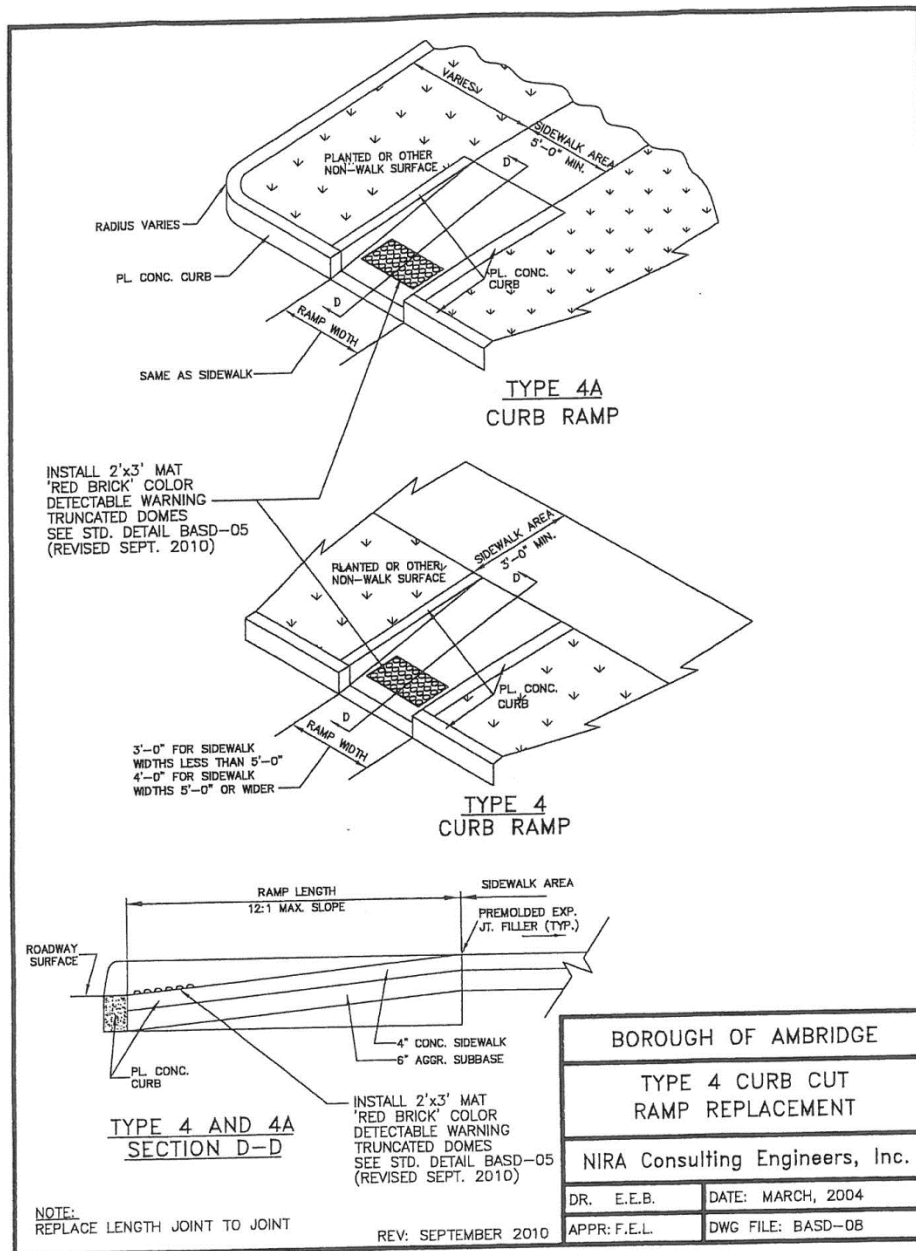 VARIES
SIDEWALK AREA
5'-0" MIN.
D
PLANTED OR OTHER
NON-WALK SURFACE
RADIUS VARIES
PL. CONC. CURB
PL. CONC.
CURB
D
RAMP WIDTH
SAME AS SIDEWALK
TYPE 4A
CURB RAMP
INSTALL 2'x3' MAT
'RED BRICK' COLOR
DETECTABLE WARNING
TRUNCATED DOMES
SEE STD. DETAIL BASD-05
(REVISED SEPT. 2010)
SIDEWALK AREA
3'-0" MIN.
D
PLANTED OR OTHER
NON-WALK SURFACE
PL. CONC.
CURB
D
RAMP WIDTH
3'-0" FOR SIDEWALK
WIDTHS LESS THAN 5'-0"
4'-0" FOR SIDEWALK
WIDTHS 5'-0" OR WIDER
TYPE 4
CURB RAMP
RAMP LENGTH
12:1 MAX. SLOPE
SIDEWALK AREA
PREMOLDED EXP.
JT. FILLER (TYP.)
ROADWAY
SURFACE
4" CONC. SIDEWALK
6" AGGR. SUBBASE
PL. CONC.
CURB
INSTALL 2'x3' MAT
'RED BRICK' COLOR
DETECTABLE WARNING
TRUNCATED DOMES
SEE STD. DETAIL BASD-05
(REVISED SEPT. 2010)
TYPE 4 AND 4A
SECTION D-D
NOTE:
REPLACE LENGTH JOINT TO JOINT
REV: SEPTEMBER 2010
BOROUGH OF AMBRIDGE
TYPE 4 CURB CUT
RAMP REPLACEMENT
NIRA Consulting Engineers, Inc.
DR. E.E.B.
DATE: MARCH, 2004
APPR: F.E.L.
DWG FILE: BASD-08